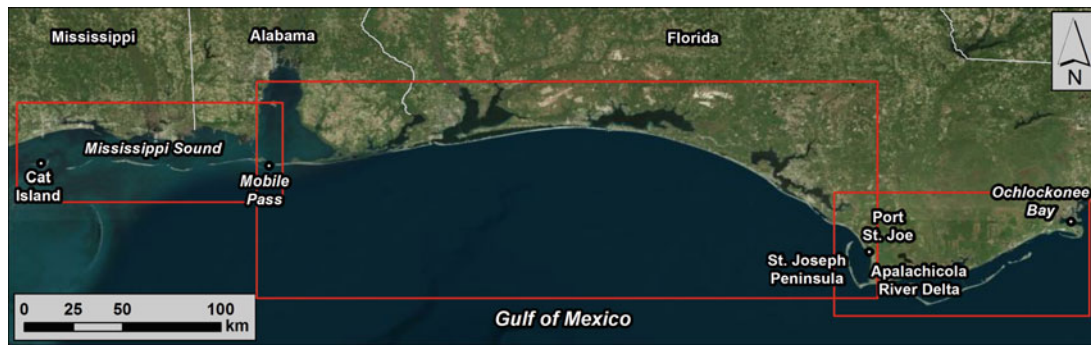 Mississippi
Alabama
Florida
N
Mississippi Sound
Cat
Island
Mobile
Pass
Ochlockonee
Bay
Port
St. Joe
St. Joseph
Peninsula
Apalachicola
River Delta
0 25 50 100
km
Gulf of Mexico